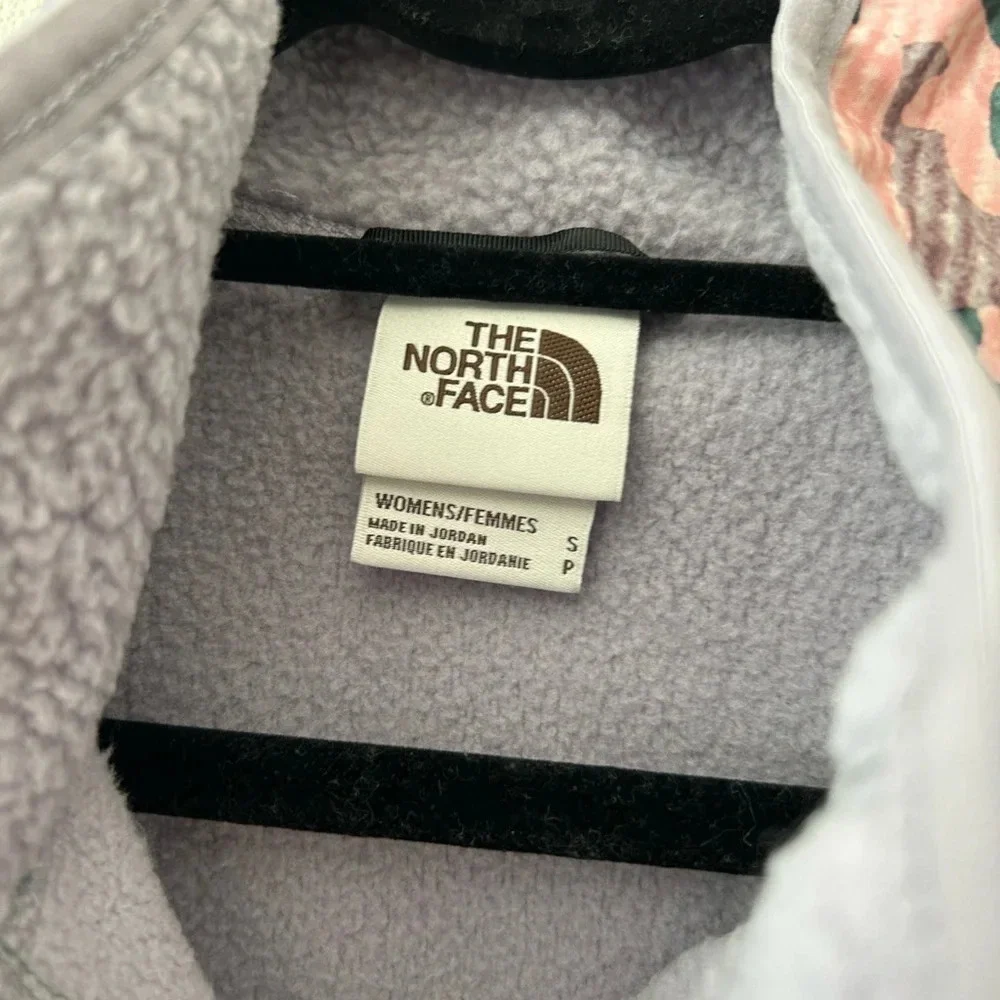 THE
NORTH
®FACE
WOMENS/FEMMES
MADE IN JORDAN S
FABRIQUE EN JORDANIE P